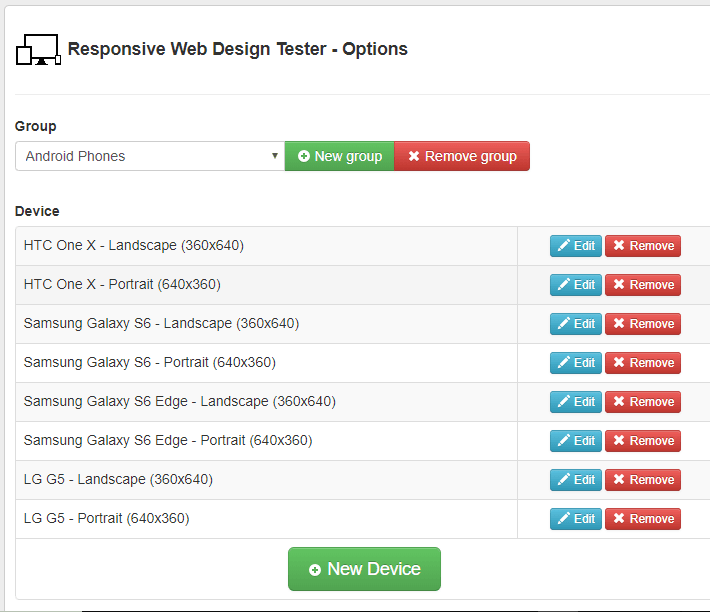 Responsive Web Design Tester - Options
Group
Android Phones New group Remove group
Device
HTC One X - Landscape (360x640) Edit Remove
HTC One X - Portrait (640x360) Edit Remove
Samsung Galaxy S6 - Landscape (360x640) Edit Remove
Samsung Galaxy S6 - Portrait (640x360) Edit Remove
Samsung Galaxy S6 Edge - Landscape (360x640) Edit Remove
Samsung Galaxy S6 Edge - Portrait (640x360) Edit Remove
LG G5 - Landscape (360x640) Edit Remove
LG G5 - Portrait (640x360) Edit Remove
New Device